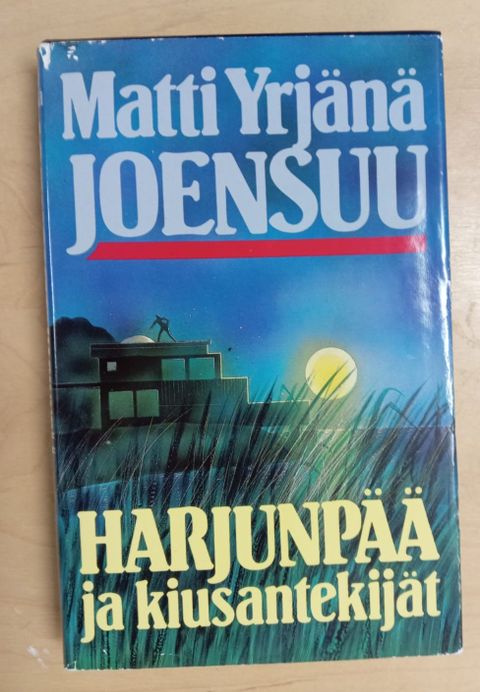 Matti Yrjänä
JOENSUU
HARJUNPÄÄ
ja kiusantekijät